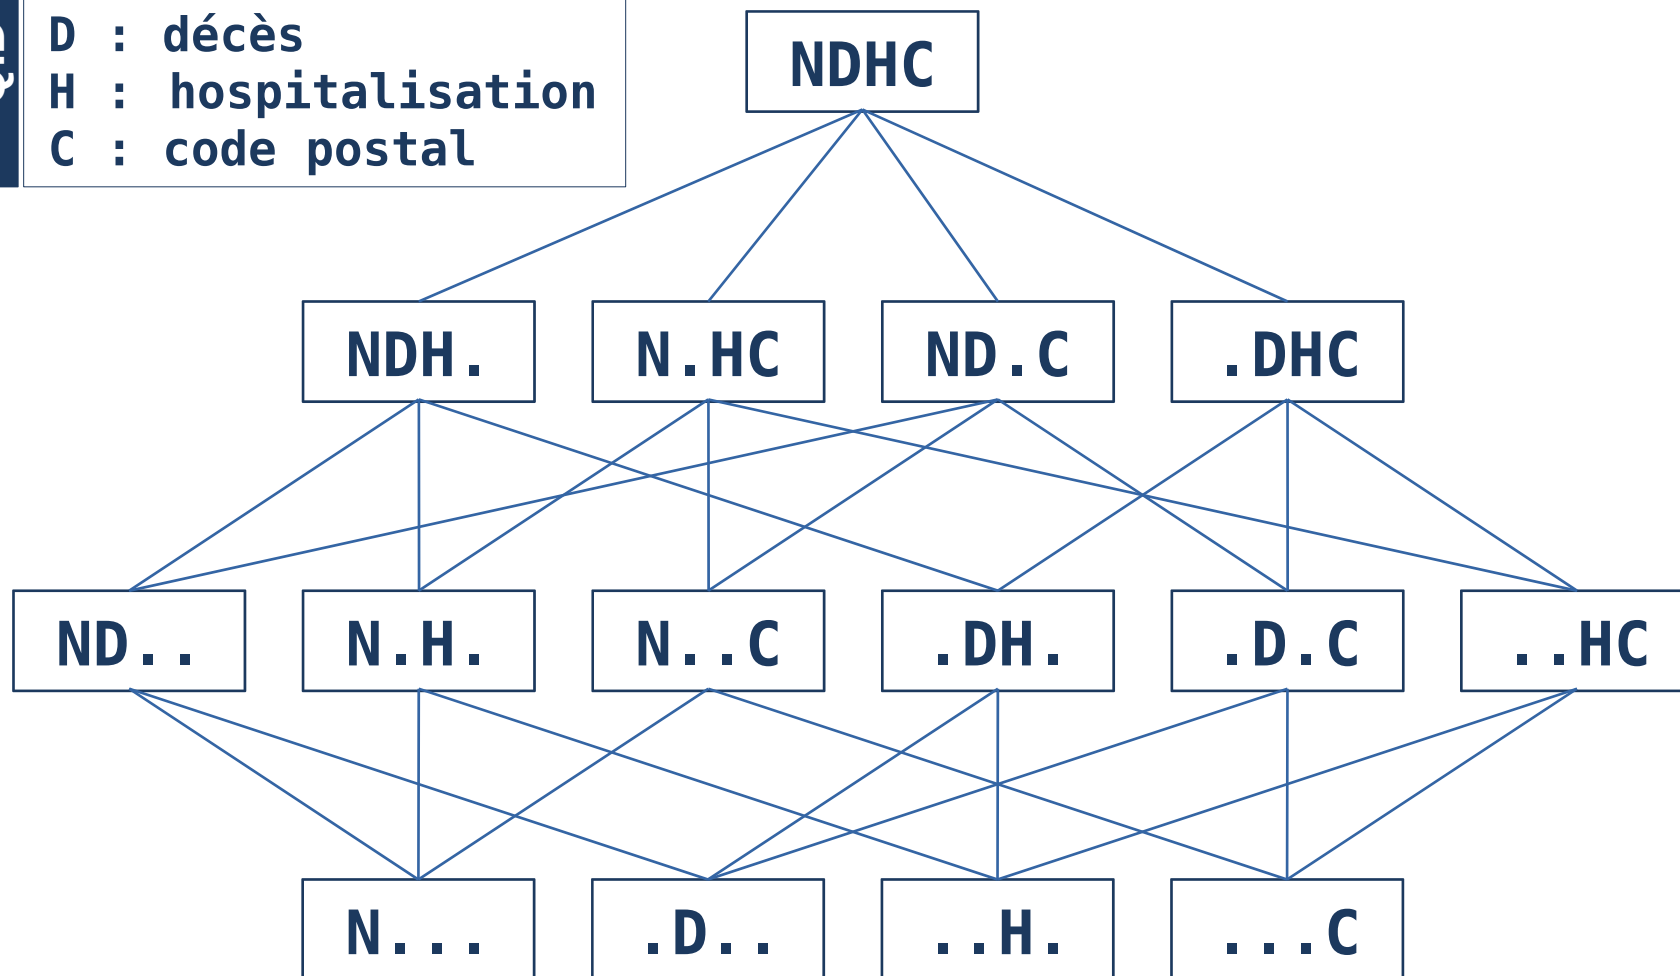 D : décès
H : hospitalisation
C : code postal
NDHC
NDH. N.HC ND.C .DHC
ND.. N.H. N..C .DH. .D.C ..HC
N... .D.. ..H. ...C